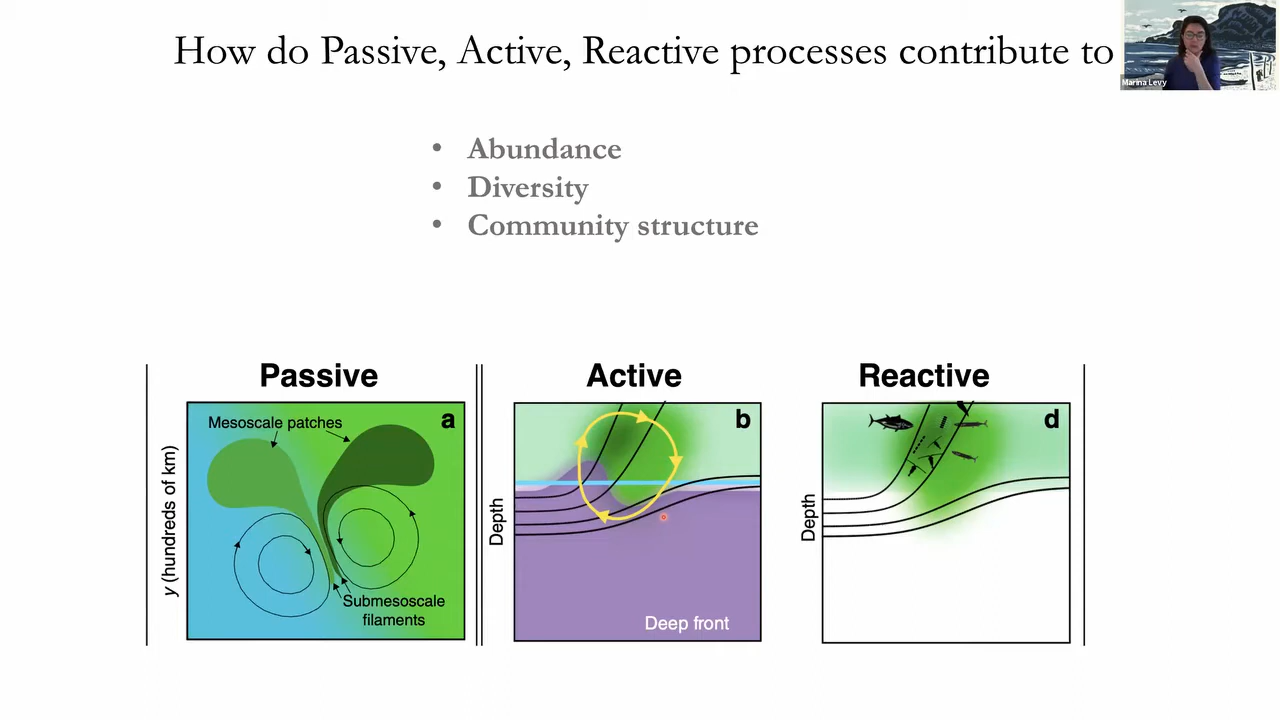 How do Passive, Active, Reactive processes contribute to
Marina Levy
• Abundance
• Diversity
• Community structure
Passive
Active
Reactive
Mesoscale patches
a
b
d
y (hundreds of km)
Depth
Depth
Submesoscale
filaments
Deep front